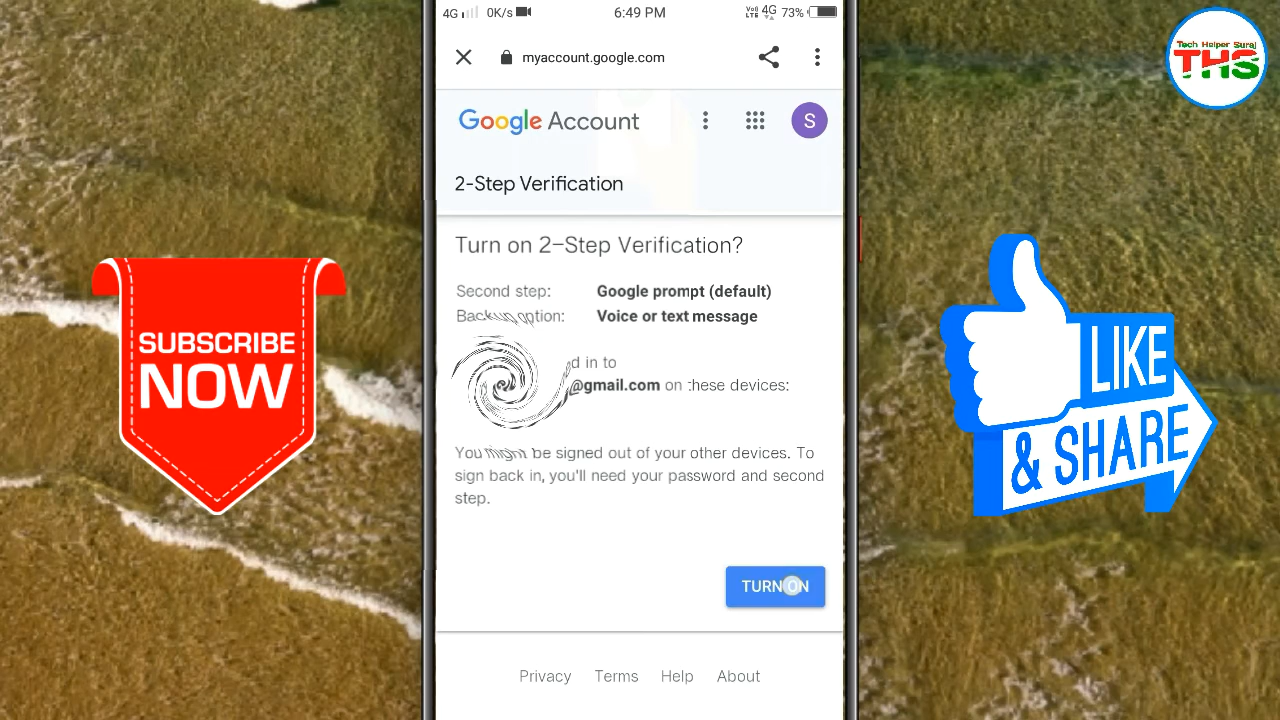 4G 0K/s 6:49 PM VoLTE 4G 73%
myaccount.google.com
Google Account S
2-Step Verification
Turn on 2-Step Verification?
Second step: Google prompt (default)
Backup option: Voice or text message
d in to
@gmail.com on these devices:
You might be signed out of your other devices. To
sign back in, you'll need your password and second
step.
TURN ON
Privacy Terms Help About
SUBSCRIBE
NOW
LIKE
& SHARE
Tech Helper Suraj
THS